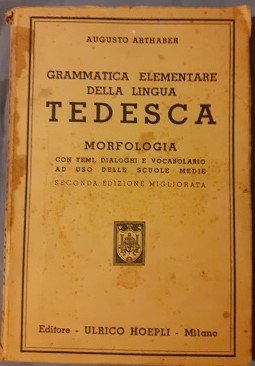 AUGUSTO ARTHABER
GRAMMATICA ELEMENTARE
DELLA LINGUA
TEDESCA
MORFOLOGIA
CON TEMI, DIALOGHI E VOCABOLARIO
AD USO DELLE SCUOLE MEDIE
SECONDA EDIZIONE MIGLIORATA
Editore - ULRICO HOEPLI - Milano